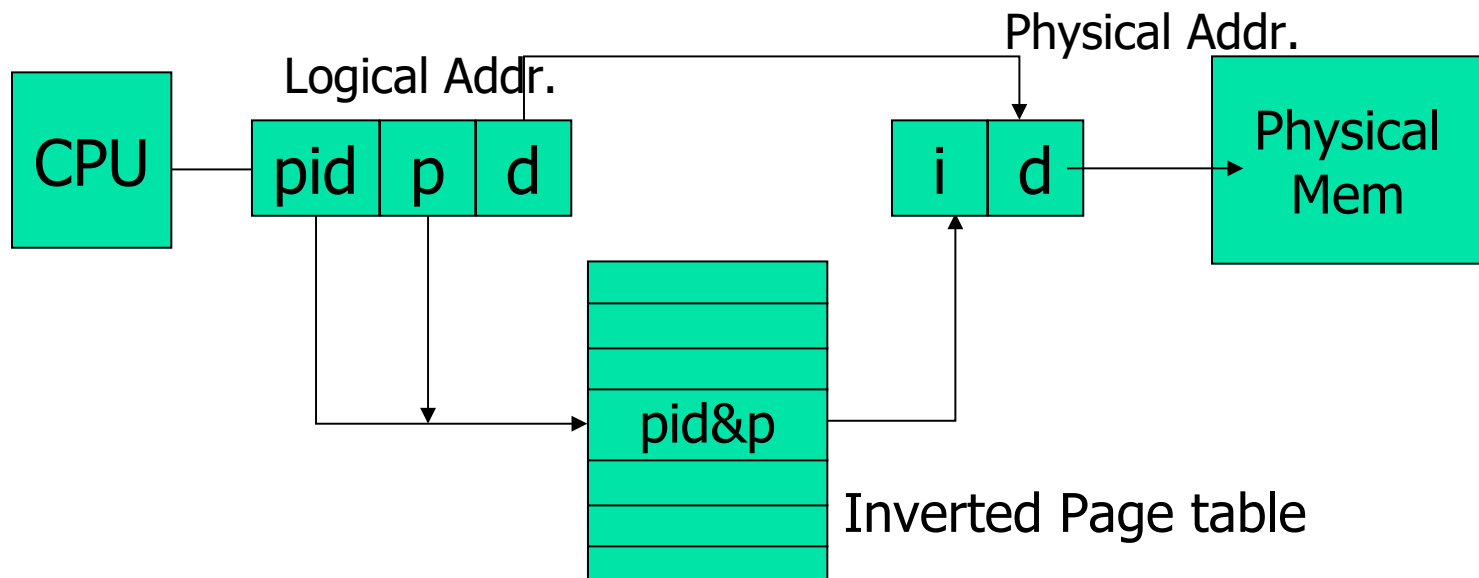 Logical Addr.
Physical Addr.
CPU
pid p d
i d
Physical
Mem
pid&p
Inverted Page table